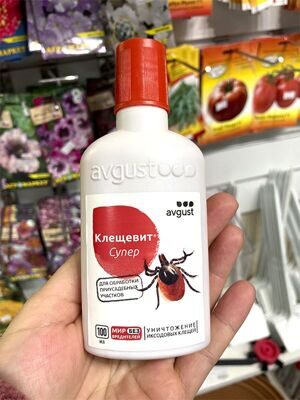 avgust
avgust
Клещевит®
Супер
ДЛЯ ОБРАБОТКИ
ПРИУСАДЕБНЫХ
УЧАСТКОВ
100
мл
МИР БЕЗ
ВРЕДИТЕЛЕЙ
УНИЧТОЖЕНИЕ
ИКСОДОВЫХ КЛЕЩЕЙ